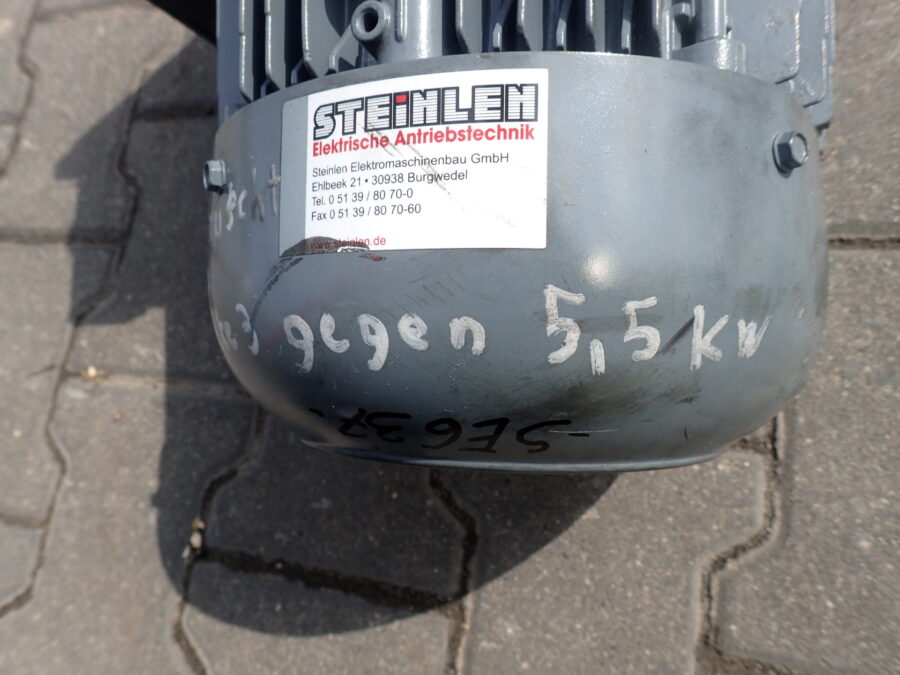 STEINLEN
Elektrische Antriebstechnik
Steinlen Elektromaschinenbau GmbH
Ehlbeek 21 • 30938 Burgwedel
Tel. 0 51 39 / 80 70-0
Fax 0 51 39 / 80 70-60
www.steinlen.de
gegen 5,5 kw
-SE637